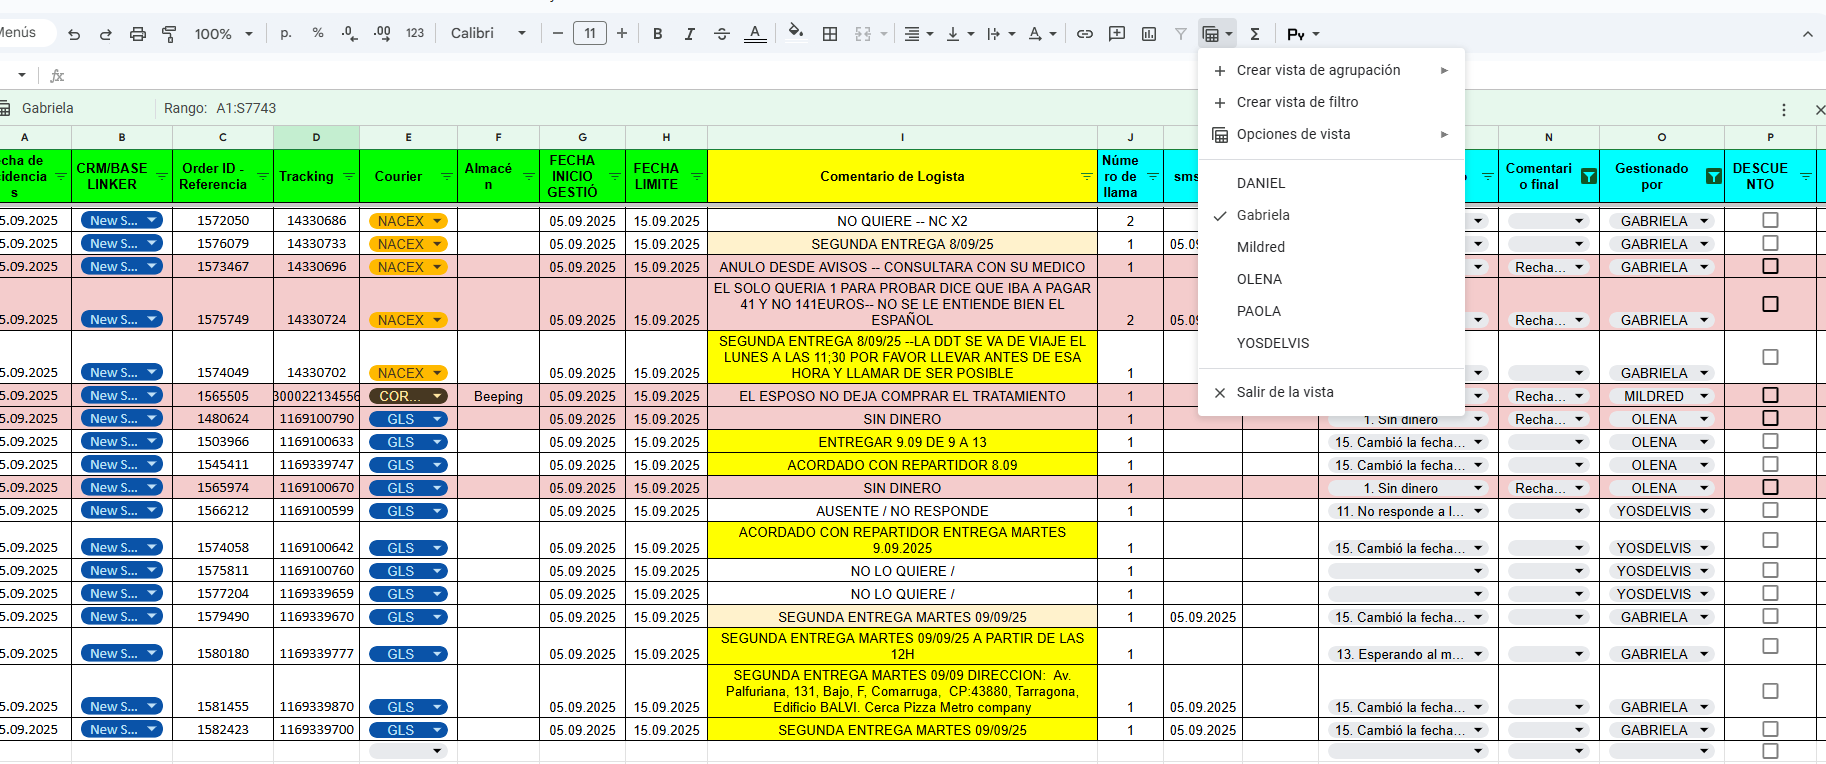 Menús
100%
p.
%
.0
.00
123
Calibri
11
B
I
A
A
Σ
Py
fx
Crear vista de agrupación
Crear vista de filtro
Opciones de vista
DANIEL
Gabriela
Mildred
OLENA
PAOLA
YOSDELVIS
Salir de la vista
Gabriela
Rango: A1:S7743
A B C D E F G H I J N O P
cha de
idencia
s
CRM/BASE
LINKER
Order ID -
Referencia
Tracking
Courier
Almacé
n
FECHA
INICIO
GESTIÓ
FECHA
LIMITE
Comentario de Logista
Núme
ro de
llama
sms
o
Comentari
o final
Gestionado
por
DESCUE
NTO
5.09.2025 New S... 1572050 14330686 NACEX 05.09.2025 15.09.2025 NO QUIERE -- NC X2 2 GABRIELA
5.09.2025 New S... 1576079 14330733 NACEX 05.09.2025 15.09.2025 SEGUNDA ENTREGA 8/09/25 1 05.09 GABRIELA
5.09.2025 New S... 1573467 14330696 NACEX 05.09.2025 15.09.2025 ANULO DESDE AVISOS -- CONSULTARA CON SU MEDICO 1 Recha... GABRIELA
EL SOLO QUERIA 1 PARA PROBAR DICE QUE IBA A PAGAR
41 Y NO 141EUROS-- NO SE LE ENTIENDE BIEN EL
5.09.2025 New S... 1575749 14330724 NACEX 05.09.2025 15.09.2025 ESPAÑOL 2 05.09 Recha... GABRIELA
SEGUNDA ENTREGA 8/09/25 --LA DDT SE VA DE VIAJE EL
LUNES A LAS 11;30 POR FAVOR LLEVAR ANTES DE ESA
5.09.2025 New S... 1574049 14330702 NACEX 05.09.2025 15.09.2025 HORA Y LLAMAR DE SER POSIBLE 1 GABRIELA
5.09.2025 New S... 1565505 300022134556 COR... Beeping 05.09.2025 15.09.2025 EL ESPOSO NO DEJA COMPRAR EL TRATAMIENTO 1 Recha... MILDRED
5.09.2025 New S... 1480624 1169100790 GLS 05.09.2025 15.09.2025 SIN DINERO 1 1. Sin dinero Recha... OLENA
5.09.2025 New S... 1503966 1169100633 GLS 05.09.2025 15.09.2025 ENTREGAR 9.09 DE 9 A 13 1 15. Cambió la fecha... OLENA
5.09.2025 New S... 1545411 1169339747 GLS 05.09.2025 15.09.2025 ACORDADO CON REPARTIDOR 8.09 1 15. Cambió la fecha... OLENA
5.09.2025 New S... 1565974 1169100670 GLS 05.09.2025 15.09.2025 SIN DINERO 1 1. Sin dinero Recha... OLENA
5.09.2025 New S... 1566212 1169100599 GLS 05.09.2025 15.09.2025 AUSENTE / NO RESPONDE 1 11. No responde a l... YOSDELVIS
ACORDADO CON REPARTIDOR ENTREGA MARTES
5.09.2025 New S... 1574058 1169100642 GLS 05.09.2025 15.09.2025 9.09.2025 1 15. Cambió la fecha... YOSDELVIS
5.09.2025 New S... 1575811 1169100760 GLS 05.09.2025 15.09.2025 NO LO QUIERE / 1 YOSDELVIS
5.09.2025 New S... 1577204 1169339659 GLS 05.09.2025 15.09.2025 NO LO QUIERE / 1 YOSDELVIS
5.09.2025 New S... 1579490 1169339670 GLS 05.09.2025 15.09.2025 SEGUNDA ENTREGA MARTES 09/09/25 1 05.09.2025 15. Cambió la fecha... GABRIELA
SEGUNDA ENTREGA MARTES 09/09/25 A PARTIR DE LAS
5.09.2025 New S... 1580180 1169339777 GLS 05.09.2025 15.09.2025 12H 1 13. Esperando al m... GABRIELA
SEGUNDA ENTREGA MARTES 09/09 DIRECCION: Av.
Palfuriana, 131, Bajo, F, Comarruga, CP:43880, Tarragona,
5.09.2025 New S... 1581455 1169339870 GLS 05.09.2025 15.09.2025 Edificio BALVI. Cerca Pizza Metro company 1 05.09.2025 15. Cambió la fecha... GABRIELA
5.09.2025 New S... 1582423 1169339700 GLS 05.09.2025 15.09.2025 SEGUNDA ENTREGA MARTES 09/09/25 1 05.09.2025 15. Cambió la fecha... GABRIELA